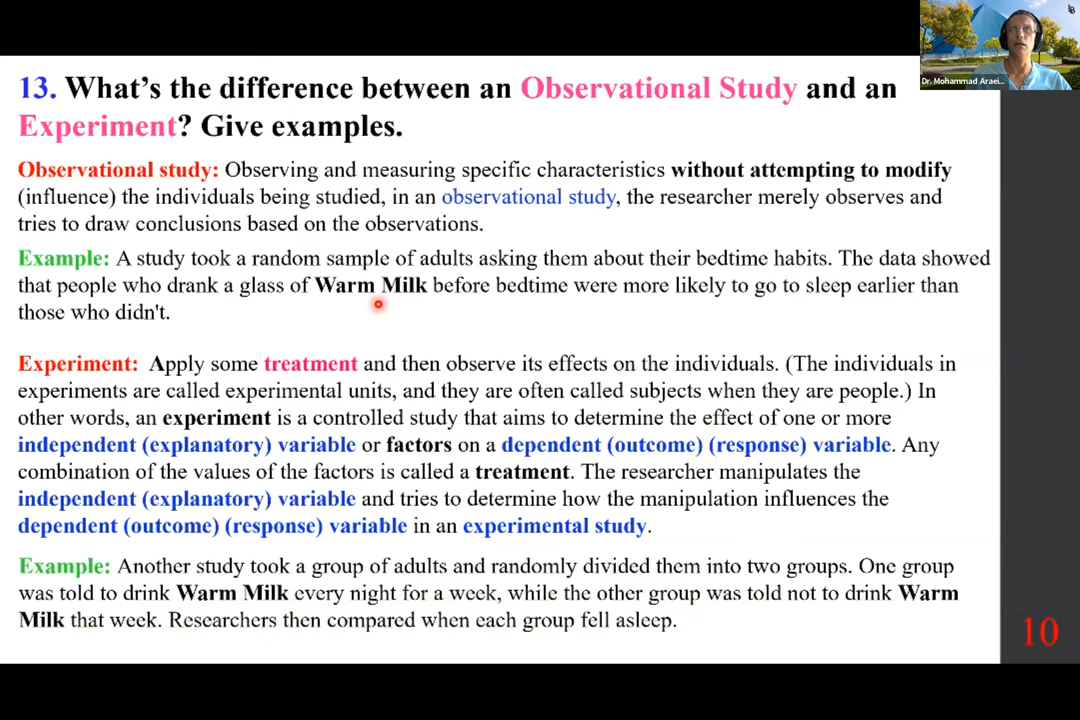 13. What's the difference between an Observational Study and an
Experiment? Give examples.
Observational study: Observing and measuring specific characteristics without attempting to modify
(influence) the individuals being studied, in an observational study, the researcher merely observes and
tries to draw conclusions based on the observations.
Example: A study took a random sample of adults asking them about their bedtime habits. The data showed
that people who drank a glass of Warm Milk before bedtime were more likely to go to sleep earlier than
those who didn't.
Experiment: Apply some treatment and then observe its effects on the individuals. (The individuals in
experiments are called experimental units, and they are often called subjects when they are people.) In
other words, an experiment is a controlled study that aims to determine the effect of one or more
independent (explanatory) variable or factors on a dependent (outcome) (response) variable. Any
combination of the values of the factors is called a treatment. The researcher manipulates the
independent (explanatory) variable and tries to determine how the manipulation influences the
dependent (outcome) (response) variable in an experimental study.
Example: Another study took a group of adults and randomly divided them into two groups. One group
was told to drink Warm Milk every night for a week, while the other group was told not to drink Warm
Milk that week. Researchers then compared when each group fell asleep.
10
Dr. Mohammad Araei...